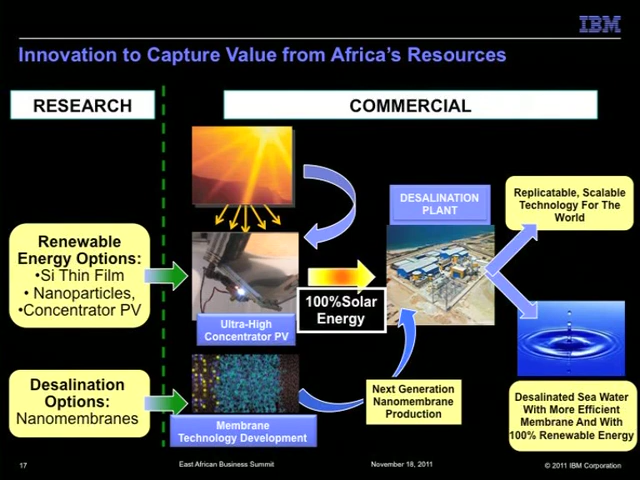 IBM
Innovation to Capture Value from Africa's Resources
RESEARCH
COMMERCIAL
Renewable
Energy Options:
•Si Thin Film
• Nanoparticles,
•Concentrator PV
Ultra-High
Concentrator PV
100%Solar
Energy
DESALINATION
PLANT
Replicatable, Scalable
Technology For The
World
Desalination
Options:
Nanomembranes
Membrane
Technology Development
Next Generation
Nanomembrane
Production
Desalinated Sea Water
With More Efficient
Membrane And With
100% Renewable Energy
17
East African Business Summit
November 18, 2011
© 2011 IBM Corporation